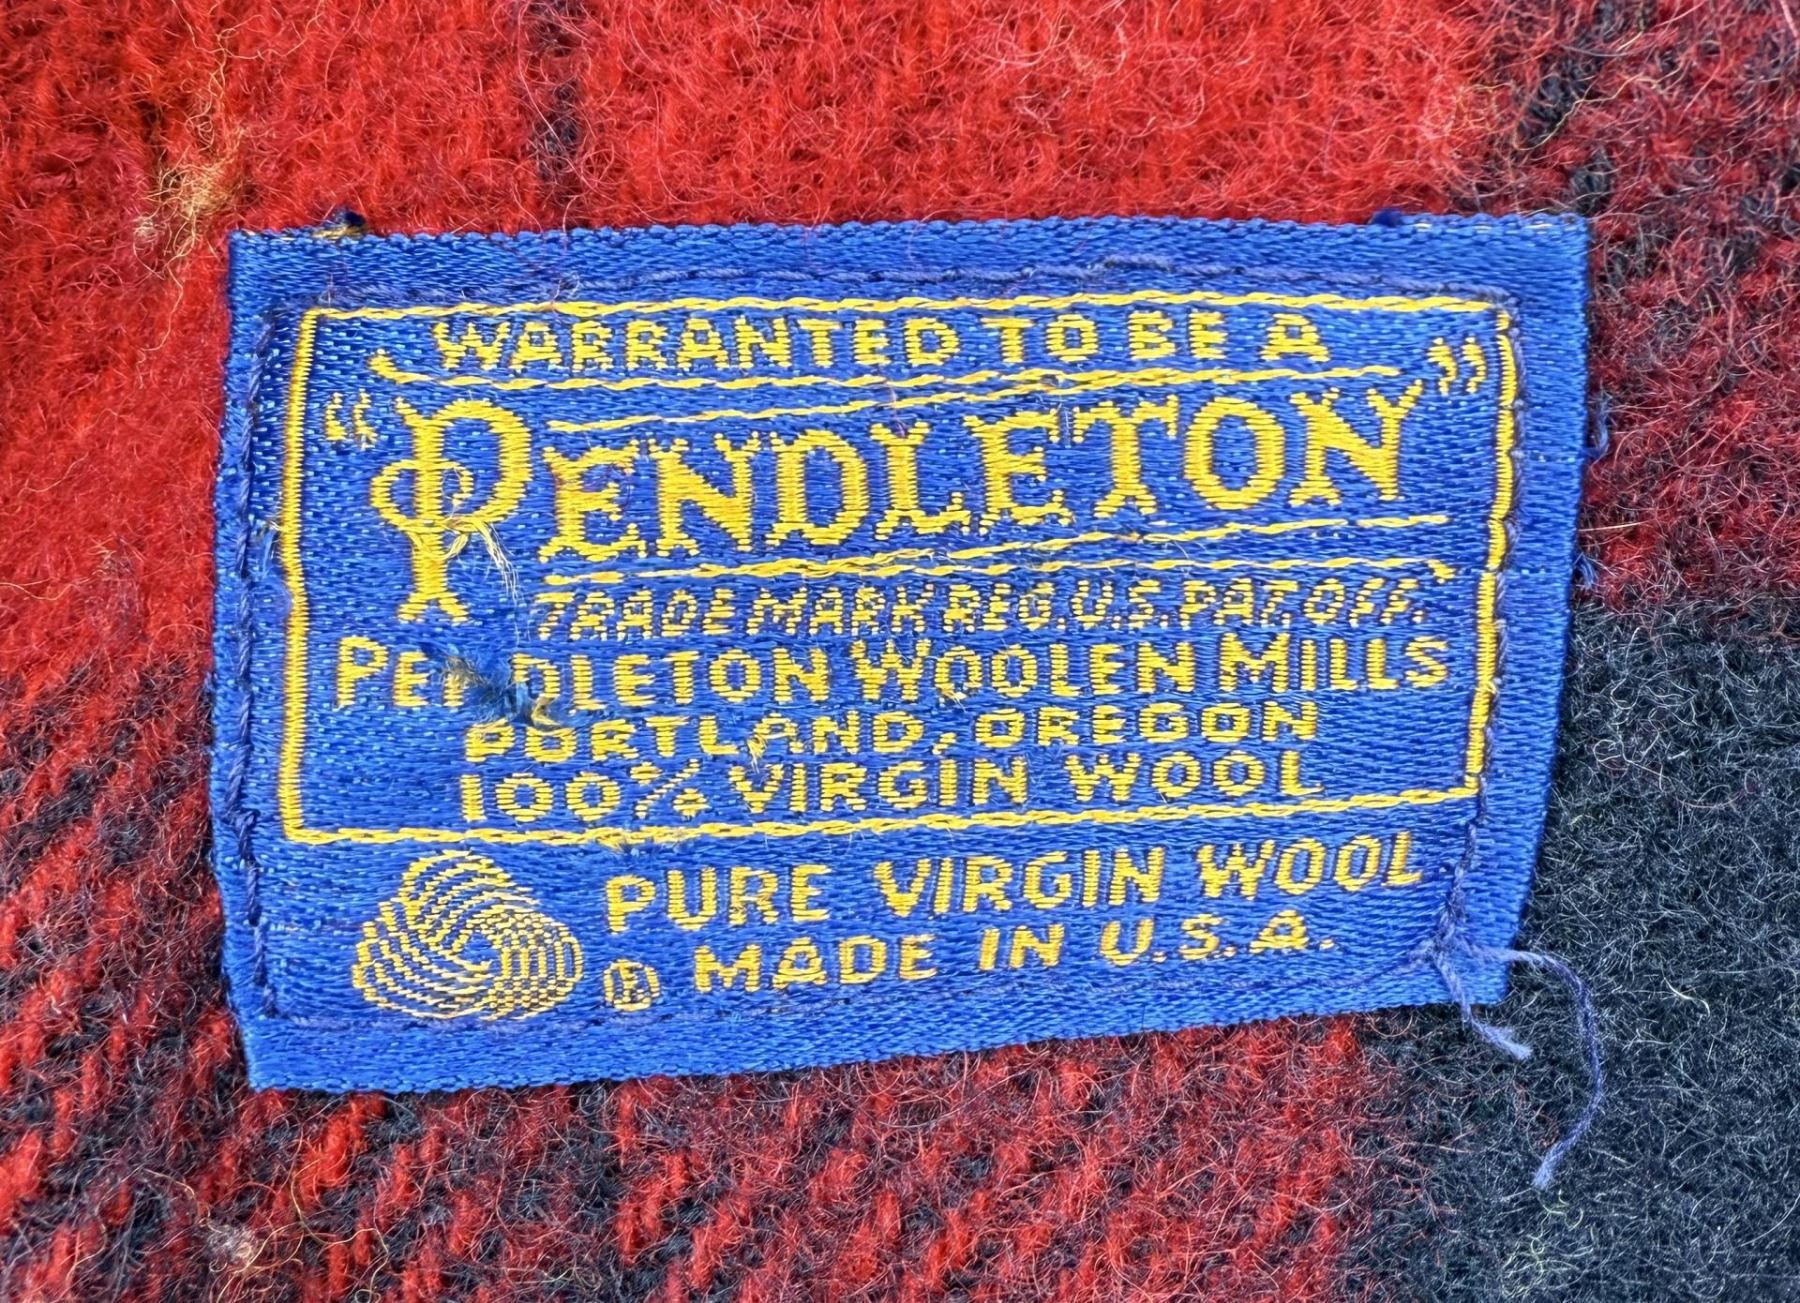 WARRANTED TO BE A
"PENDLETON"
TRADE MARK REG. U.S. PAT. OFF.
PENDLETON WOOLEN MILLS
PORTLAND, OREGON
100% VIRGIN WOOL
PURE VIRGIN WOOL
® MADE IN U.S.A.